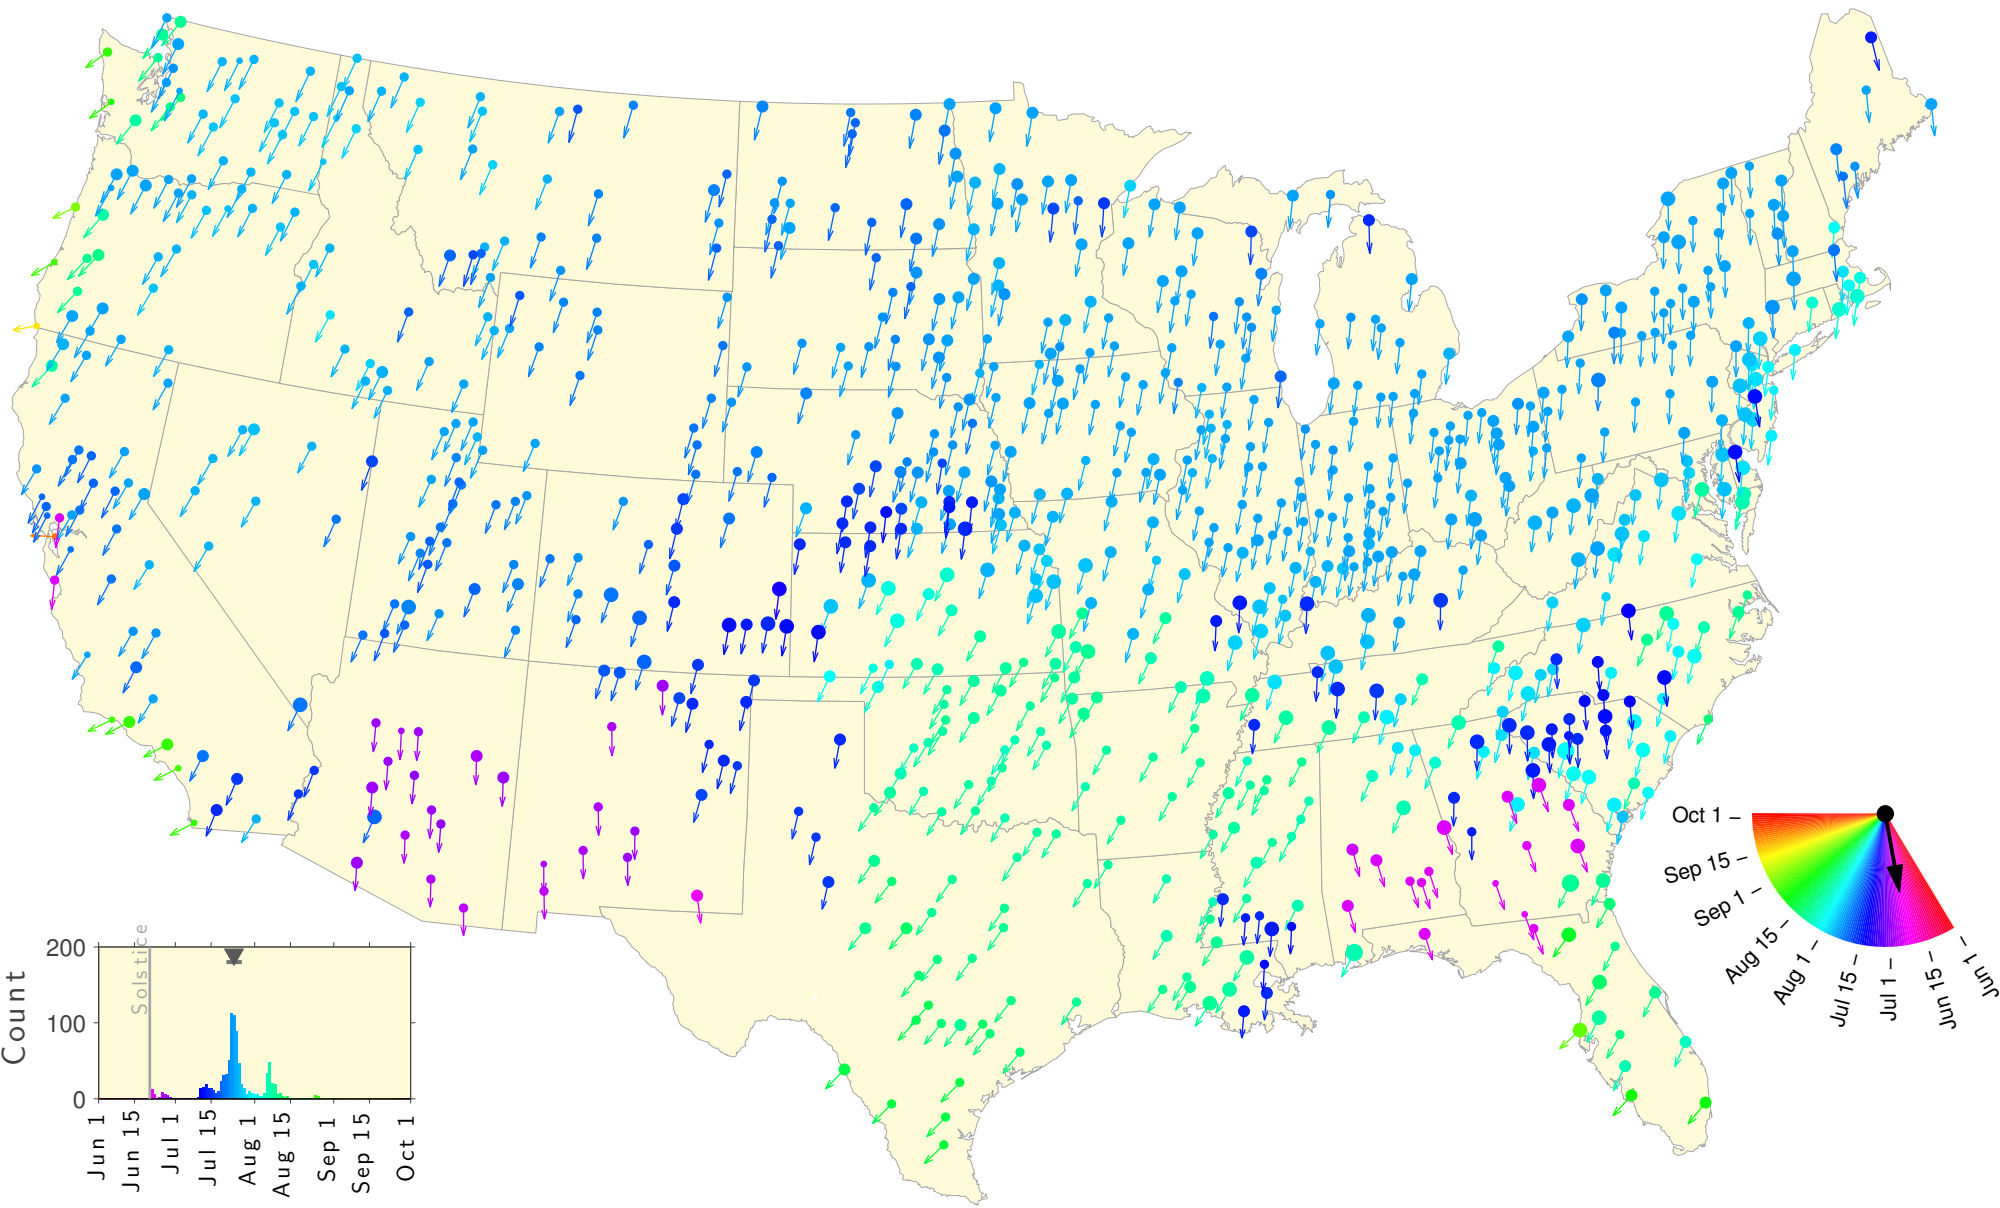 Oct 1 –
Sep 15 –
Sep 1 –
Aug 15 –
Aug 1 –
Jul 15 –
Jul 1 –
Jun 15 –
Jun 1 –
Solstice
Count
200
100
0
Jun 1
Jun 15
Jul 1
Jul 15
Aug 1
Aug 15
Sep 1
Sep 15
Oct 1